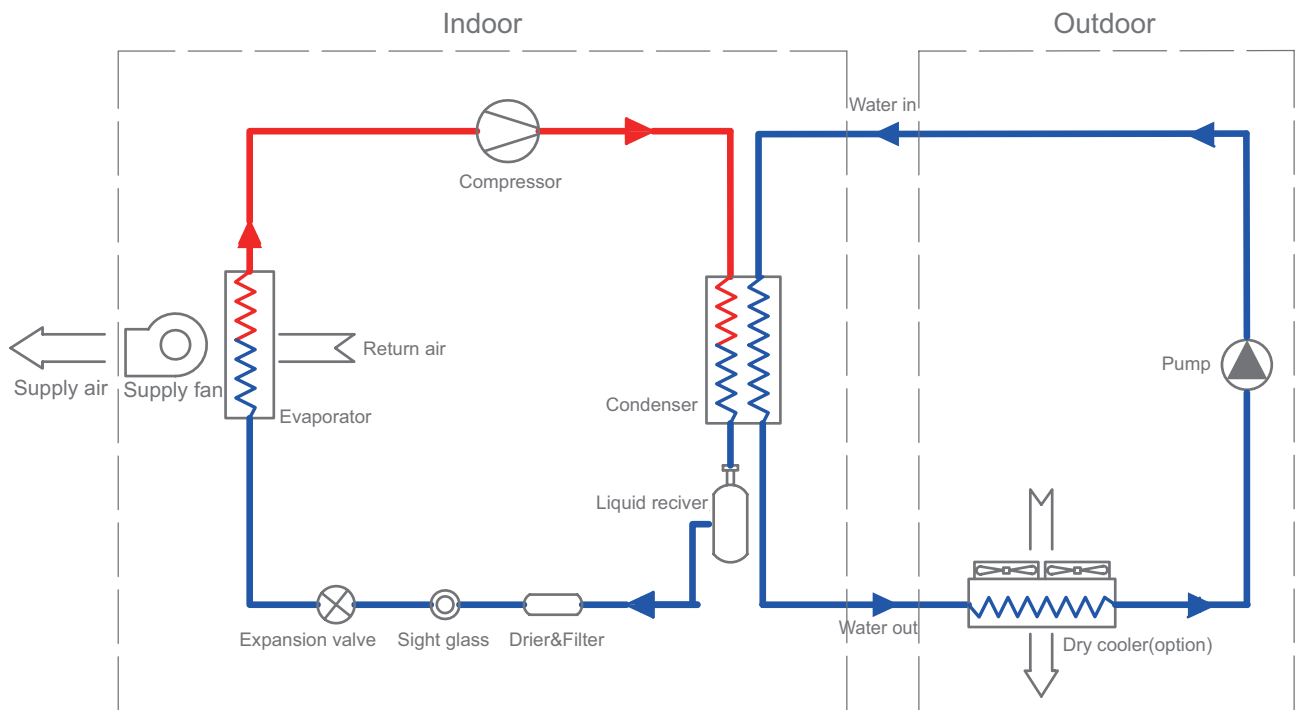 Indoor
Outdoor
Water in
Compressor
Return air
Supply air
Supply fan
Evaporator
Condenser
Pump
Liquid reciver
Expansion valve
Sight glass
Drier&Filter
Water out
Dry cooler(option)